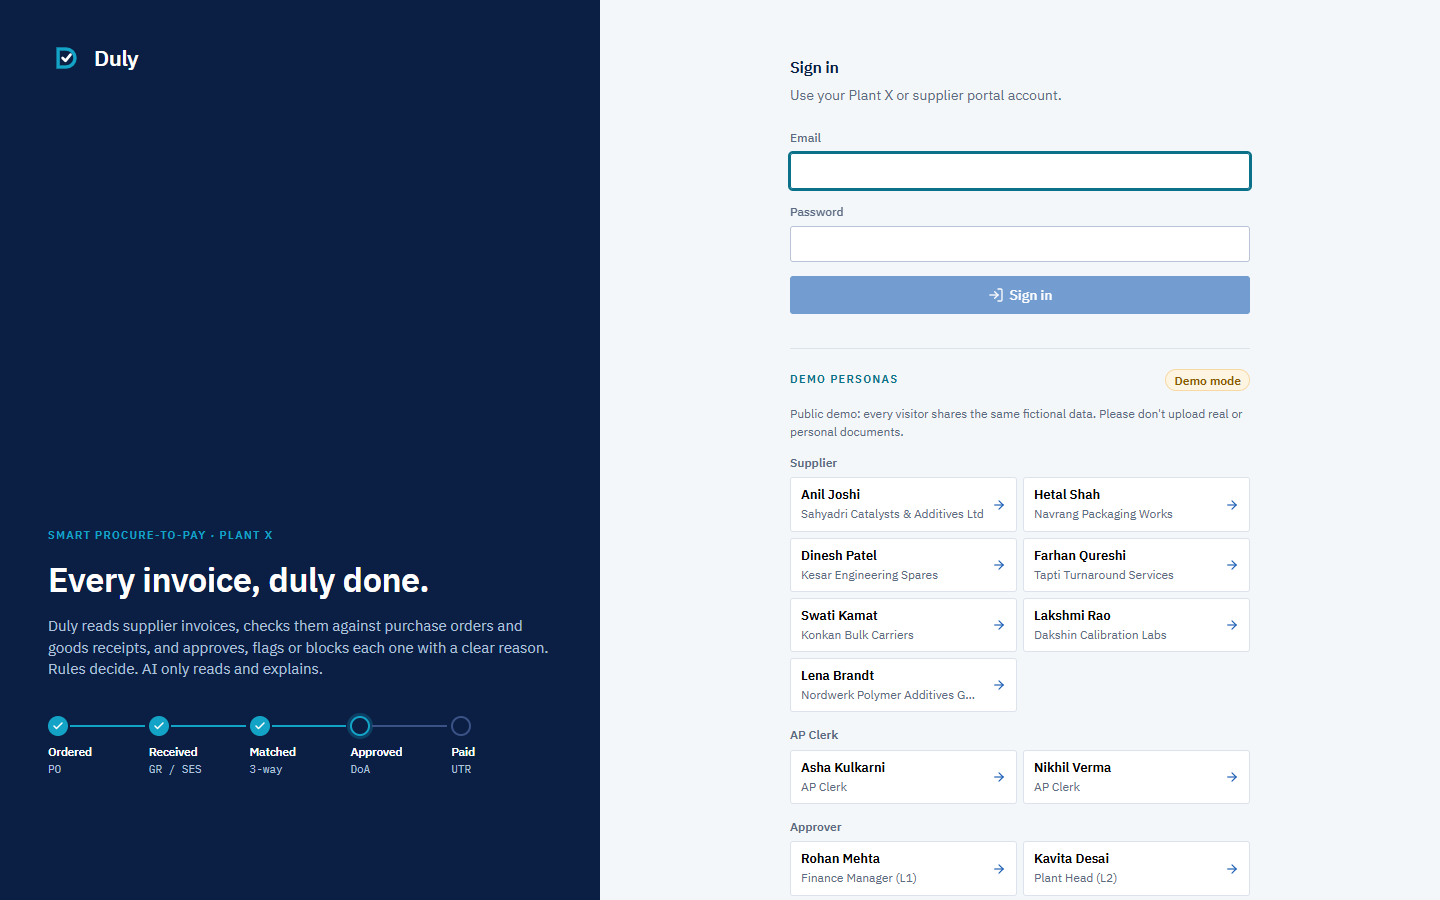 Duly
SMART PROCURE-TO-PAY · PLANT X
Every invoice, duly done.
Duly reads supplier invoices, checks them against purchase orders and
goods receipts, and approves, flags or blocks each one with a clear reason.
Rules decide. AI only reads and explains.
Ordered
PO
Received
GR / SES
Matched
3-way
Approved
DoA
Paid
UTR
Sign in
Use your Plant X or supplier portal account.
Email
Password
Sign in
DEMO PERSONAS
Demo mode
Public demo: every visitor shares the same fictional data. Please don't upload real or
personal documents.
Supplier
Anil Joshi
Sahyadri Catalysts & Additives Ltd
Hetal Shah
Navrang Packaging Works
Dinesh Patel
Kesar Engineering Spares
Farhan Qureshi
Tapti Turnaround Services
Swati Kamat
Konkan Bulk Carriers
Lakshmi Rao
Dakshin Calibration Labs
Lena Brandt
Nordwerk Polymer Additives G...
AP Clerk
Asha Kulkarni
AP Clerk
Nikhil Verma
AP Clerk
Approver
Rohan Mehta
Finance Manager (L1)
Kavita Desai
Plant Head (L2)